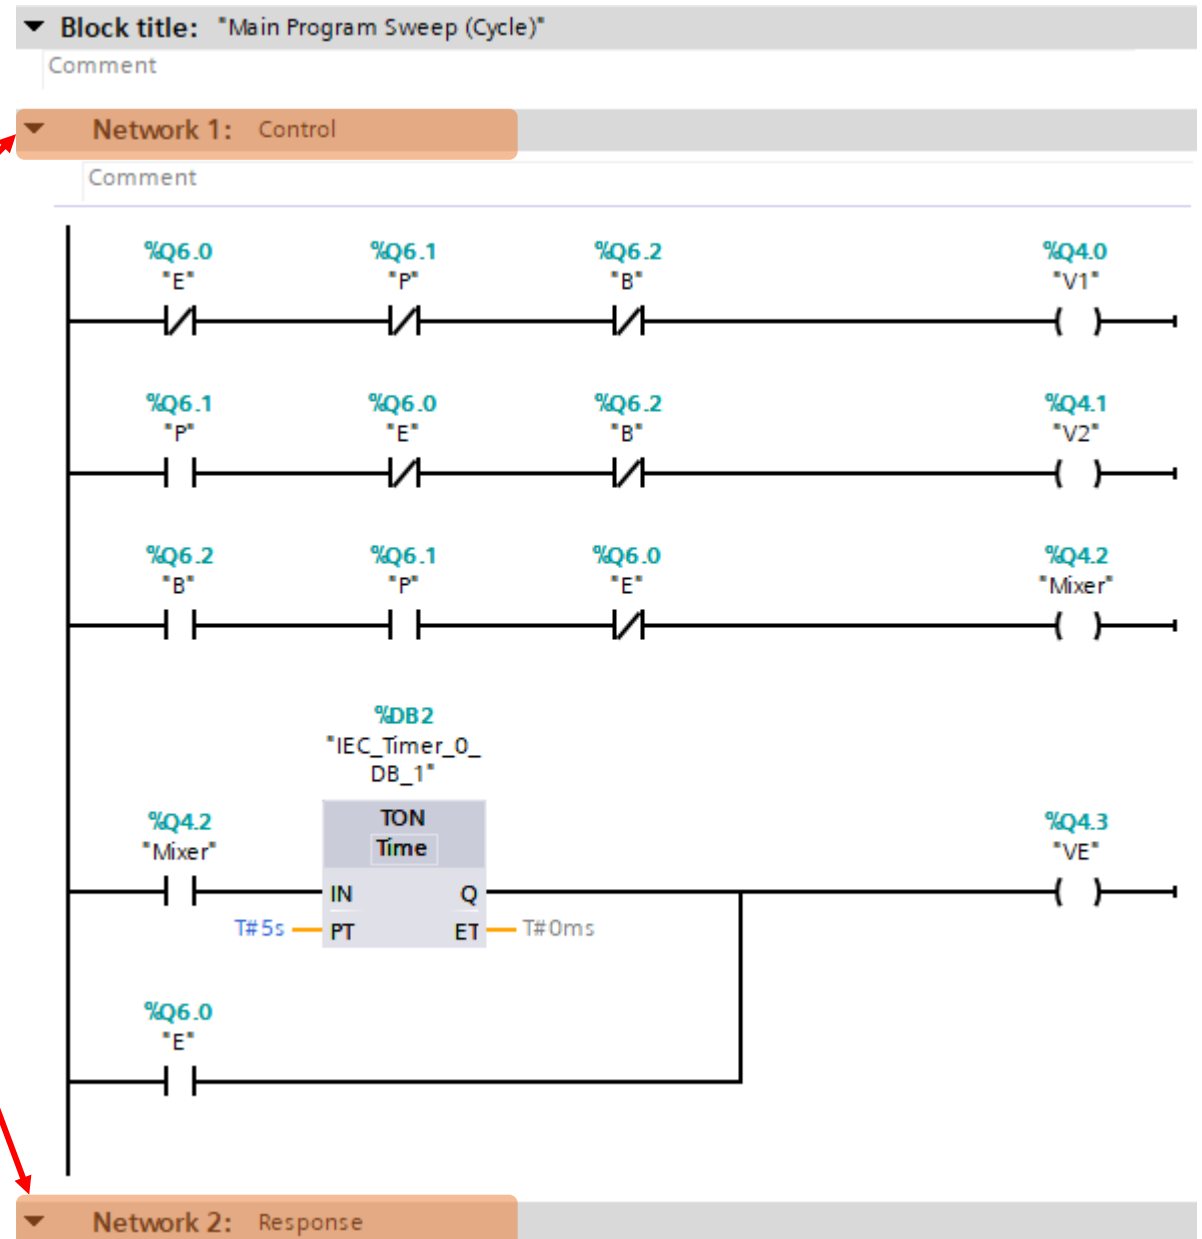 Block title: "Main Program Sweep (Cycle)"
Comment
Network 1: Control
Comment
%Q6.0 %Q6.1 %Q6.2 %Q4.0
"E" "P" "B" "V1"
%Q6.1 %Q6.0 %Q6.2 %Q4.1
"P" "E" "B" "V2"
%Q6.2 %Q6.1 %Q6.0 %Q4.2
"B" "P" "E" "Mixer"
%DB2
"IEC_Timer_0_
DB_1"
%Q4.2 TON %Q4.3
"Mixer" Time "VE"
IN Q
T#5s PT ET T#0ms
%Q6.0
"E"
Network 2: Response